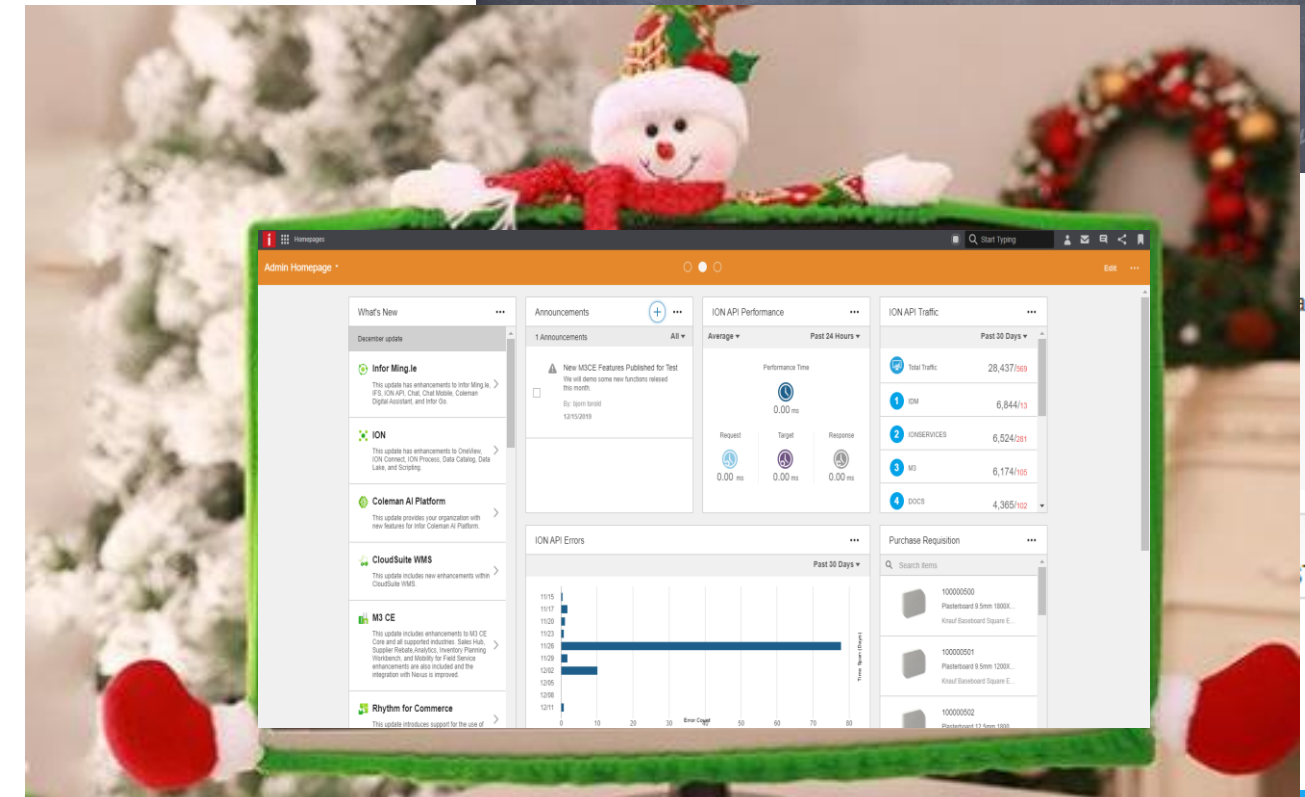 Homepages
Start Typing
Admin Homepage
Edit
What's New
December update
Infor Ming.le
This update has enhancements to Infor Ming.le,
IFS, ION API, Chat, Chat Mobile, Coleman
Digital Assistant, and Infor Go.
ION
This update has enhancements to OneView,
ION Connect, ION Process, Data Catalog, Data
Lake, and Scripting.
Coleman AI Platform
This update provides your organization with
new features for Infor Coleman AI Platform.
CloudSuite WMS
This update includes new enhancements within
CloudSuite WMS.
M3 CE
This update includes enhancements to M3 CE
Core and all supported industries. Sales Hub,
Supplier Rebate,Analytics, Inventory Planning
Workbench, and Mobility for Field Service
enhancements are also included and the
integration with Nexus is improved.
Rhythm for Commerce
This update introduces support for the use of
Announcements
1 Announcements
All
New M3CE Features Published for Test
We will demo some new functions relesed
this month.
By: bjorn torold
12/15/2019
ION API Performance
Average
Past 24 Hours
Performance Time
0.00 ms
Request
Target
Response
0.00 ms
0.00 ms
0.00 ms
ION API Traffic
Past 30 Days
Total Traffic 28,437/569
1 IDM 6,844/13
2 IONSERVICES 6,524/281
3 M3 6,174/105
4 DOCS 4,365/102
ION API Errors
Past 30 Days
11/15
11/17
11/20
11/23
11/26
11/29
12/02
12/05
12/08
12/11
0 10 20 30 40 50 60 70 80
Error Count
Time Span (Days)
Purchase Requisition
Search items
100000500
Plasterboard 9.5mm 1800X...
Knauf Baseboard Square E...
100000501
Plasterboard 9.5mm 1200X...
Knauf Baseboard Square E...
100000502
Plasterboard 12.5mm 1800...